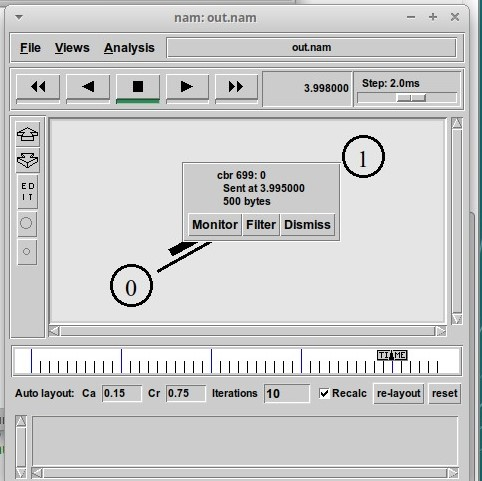 nam: out.nam
File Views Analysis out.nam
3.998000 Step: 2.0ms
ED
IT
1
cbr 699: 0
Sent at 3.995000
500 bytes
Monitor Filter Dismiss
0
TIME
Auto layout: Ca 0.15 Cr 0.75 Iterations 10 Recalc re-layout reset